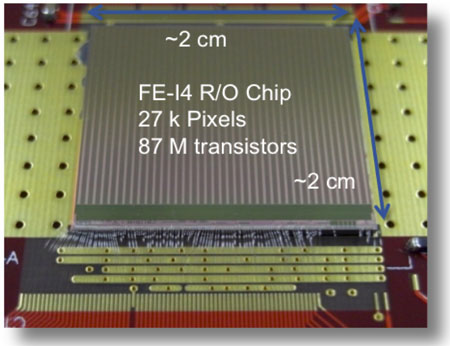 ~2 cm
FE-I4 R/O Chip
27 k Pixels
87 M transistors
~2 cm
-A